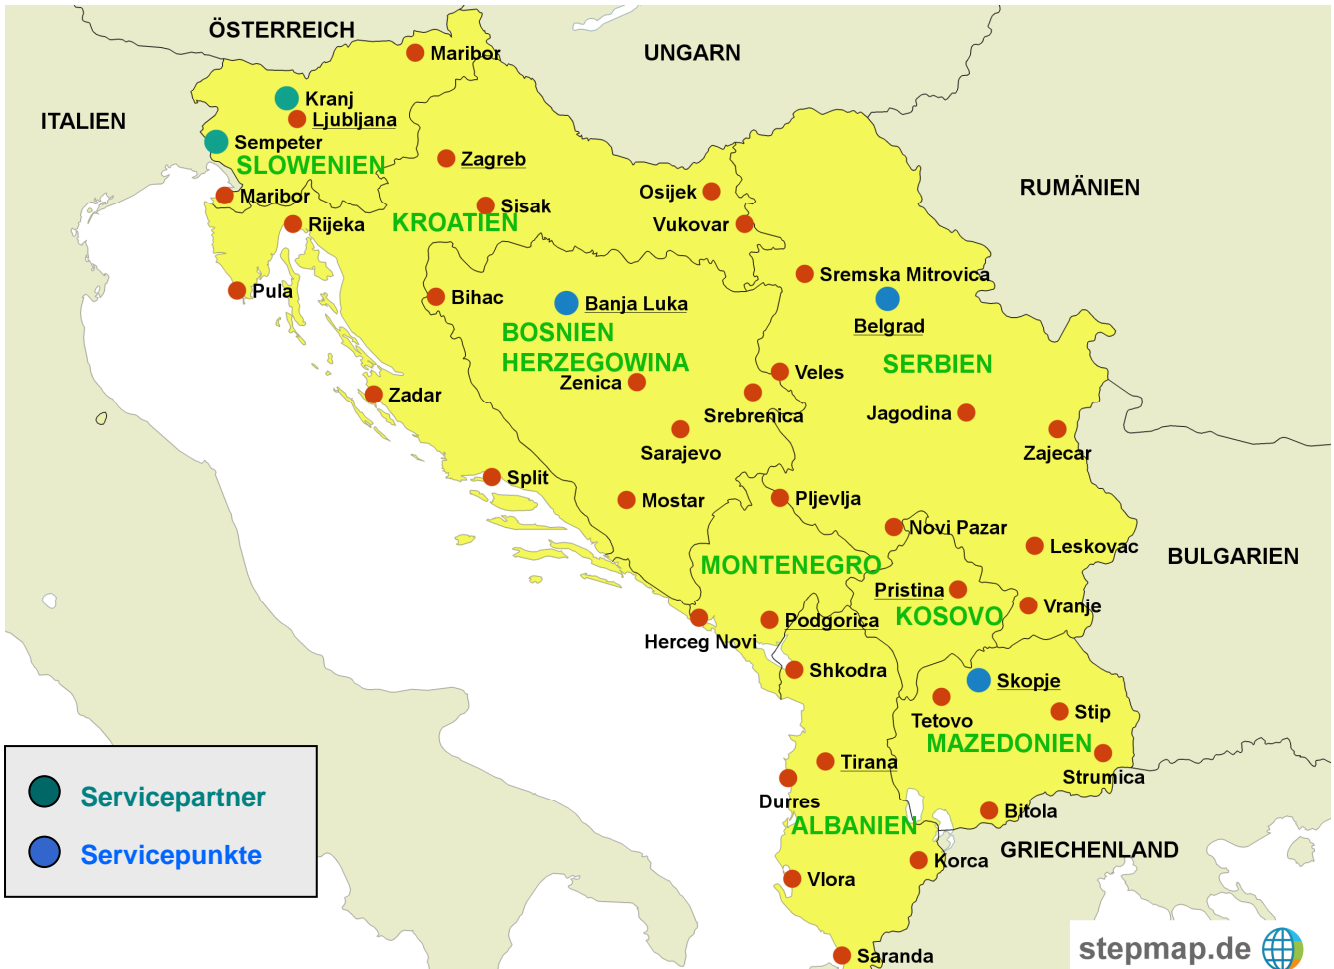 ÖSTERREICH
UNGARN
Maribor
Kranj
ITALIEN
Ljubljana
Sempeter
SLOWENIEN
Zagreb
RUMÄNIEN
Osijek
Maribor
Sisak
KROATIEN
Rijeka
Vukovar
Sremska Mitrovica
Pula
Bihac
Banja Luka
Belgrad
BOSNIEN
HERZEGOWINA
SERBIEN
Veles
Zenica
Zadar
Srebrenica
Jagodina
Sarajevo
Zajecar
Split
Mostar
Pljevlja
Novi Pazar
Leskovac
BULGARIEN
MONTENEGRO
Pristina
KOSOVO
Vranje
Podgorica
Herceg Novi
Shkodra
Skopje
Tetovo
Stip
MAZEDONIEN
Tirana
Strumica
Durres
Bitola
ALBANIEN
GRIECHENLAND
Korca
Vlora
Saranda
Servicepartner
Servicepunkte
stepmap.de